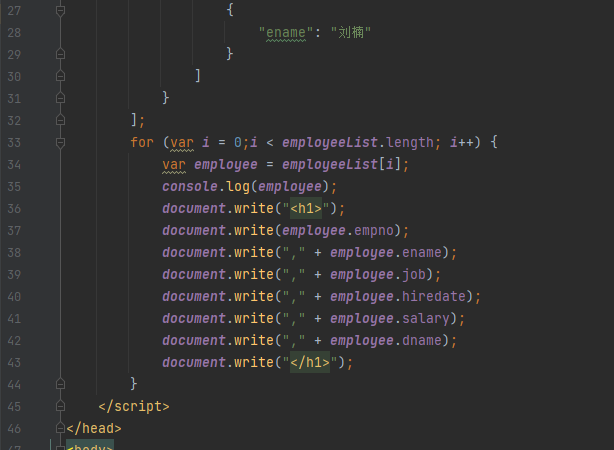 27 {
28 "ename": "刘楠"
29 }
30 ]
31 }
32 ];
33 for (var i = 0;i < employeeList.length; i++) {
34 var employee = employeeList[i];
35 console.log(employee);
36 document.write("<h1>");
37 document.write(employee.empno);
38 document.write("," + employee.ename);
39 document.write("," + employee.job);
40 document.write("," + employee.hiredate);
41 document.write("," + employee.salary);
42 document.write("," + employee.dname);
43 document.write("</h1>");
44 }
45 </script>
46 </head>
47 <body>